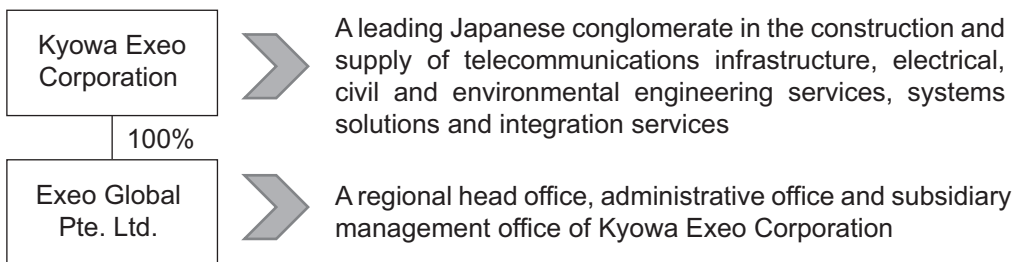 Kyowa Exeo
Corporation
A leading Japanese conglomerate in the construction and
supply of telecommunications infrastructure, electrical,
civil and environmental engineering services, systems
solutions and integration services
100%
Exeo Global
Pte. Ltd.
A regional head office, administrative office and subsidiary
management office of Kyowa Exeo Corporation